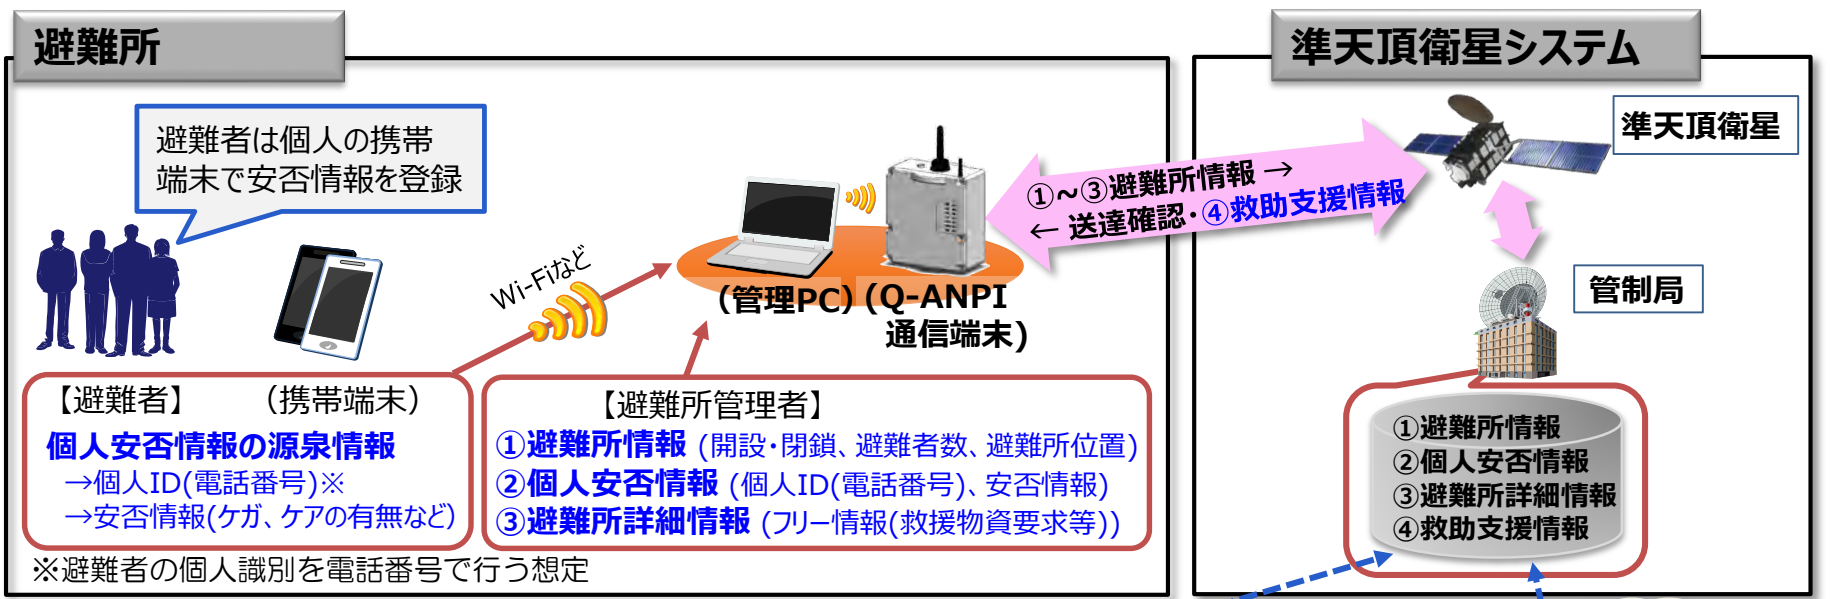 避難所
避難者は個人の携帯
端末で安否情報を登録
Wi-Fiなど
(管理PC)
(Q-ANPI
通信端末)
【避難者】 (携帯端末)
個人安否情報の源泉情報
→個人ID(電話番号)※
→安否情報(ケガ、ケアの有無など)
【避難所管理者】
①避難所情報 (開設・閉鎖、避難者数、避難所位置)
②個人安否情報 (個人ID(電話番号)、安否情報)
③避難所詳細情報 (フリー情報(救援物資要求等))
※避難者の個人識別を電話番号で行う想定
①~③避難所情報 →
← 送達確認・④救助支援情報
準天頂衛星システム
準天頂衛星
管制局
①避難所情報
②個人安否情報
③避難所詳細情報
④救助支援情報